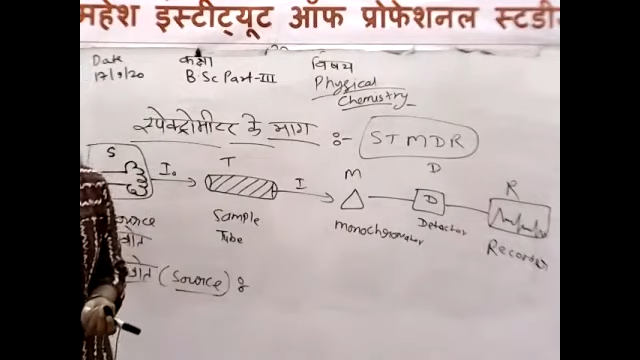 महेश इंस्टीट्यूट ऑफ प्रोफेशनल स्टडी
Date कक्षा विषय
17/9/20 B.Sc Part-III Physical
Chemistry
स्पेक्ट्रोमीटर के भाग :- STMDR
S I₀ T I M D R
D
Source Sample Monochromator Detector Recorder
स्रोत Tube
स्रोत (Source) :